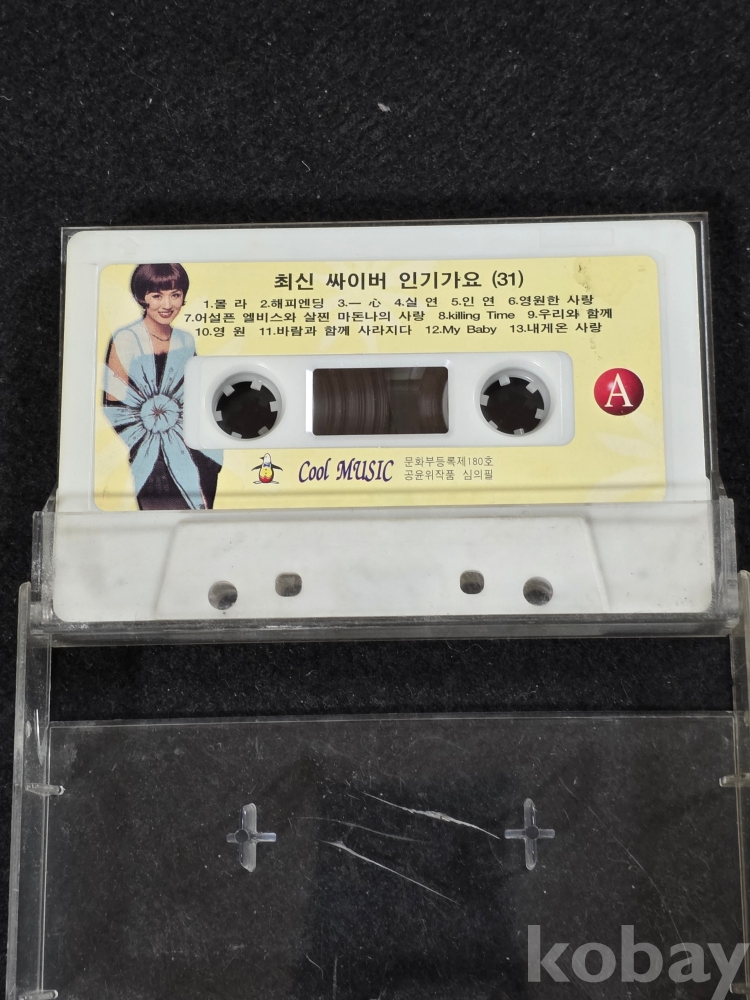 최신 싸이버 인기가요 (31)
1.몰 라 2.해피엔딩 3.一 心 4.실 연 5.인 연 6.영원한 사랑
7.어설픈 엘비스와 살찐 마돈나의 사랑 8.killing Time 9.우리와 함께
10.영 원 11.바람과 함께 사라지다 12.My Baby 13.내게온 사랑
A
Cool MUSIC
문화부등록제180호
공윤위작품 심의필
kobay